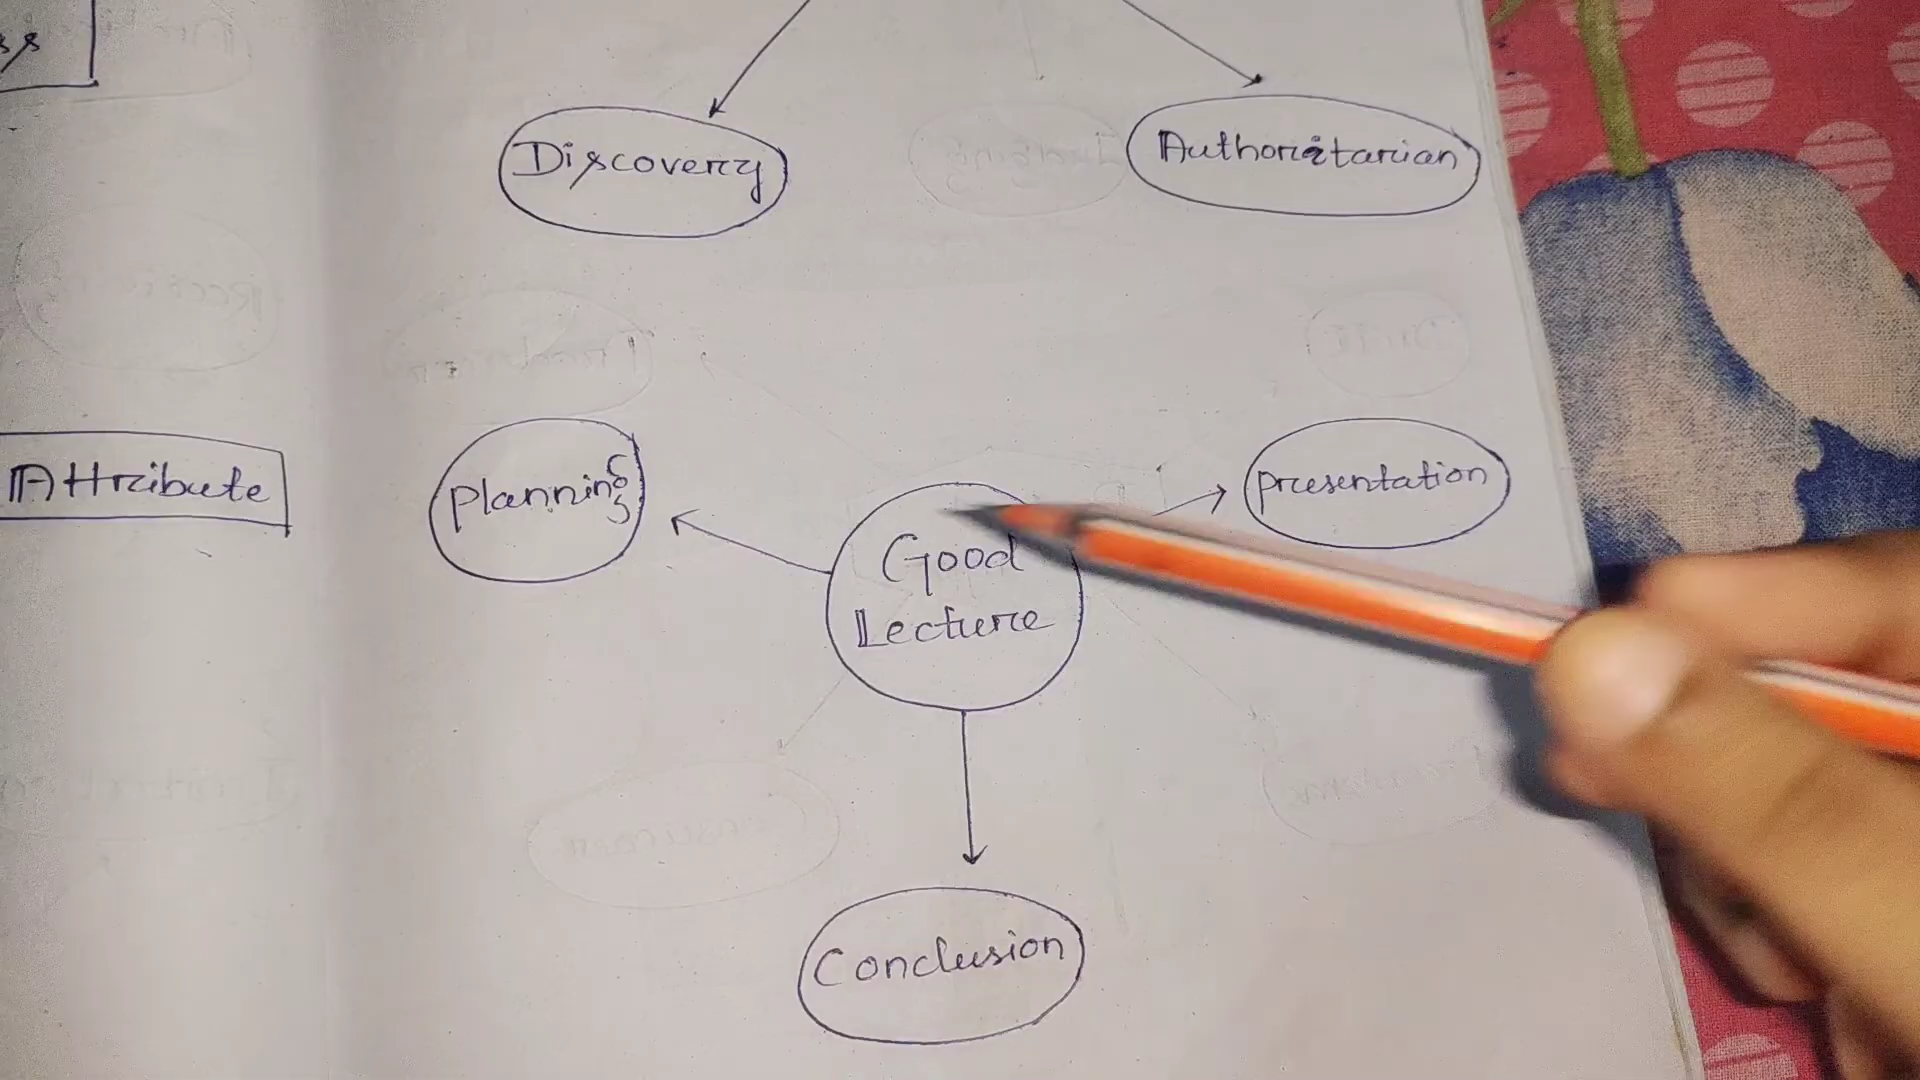 Discovery
Authoritarian
Attribute
Planning
Presentation
Good
Lecture
Conclusion